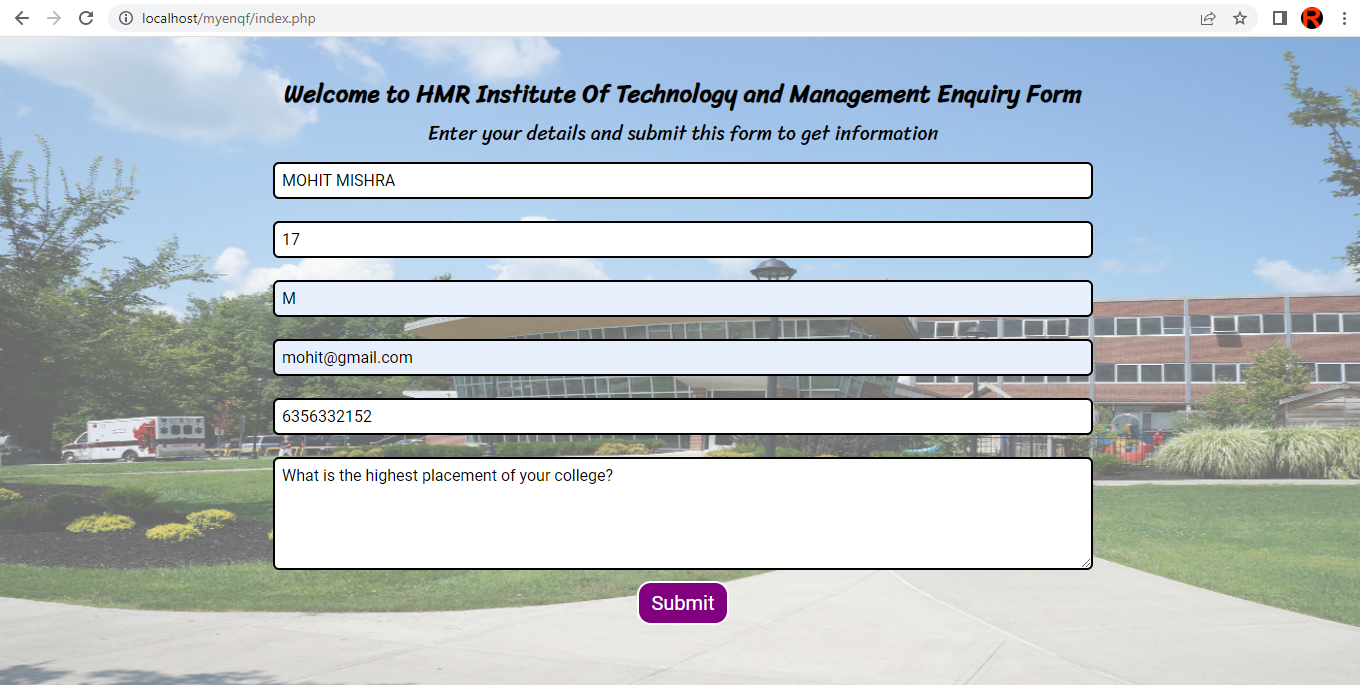 localhost/myenqf/index.php
R
Welcome to HMR Institute Of Technology and Management Enquiry Form
Enter your details and submit this form to get information
MOHIT MISHRA
17
M
mohit@gmail.com
6356332152
What is the highest placement of your college?
Submit